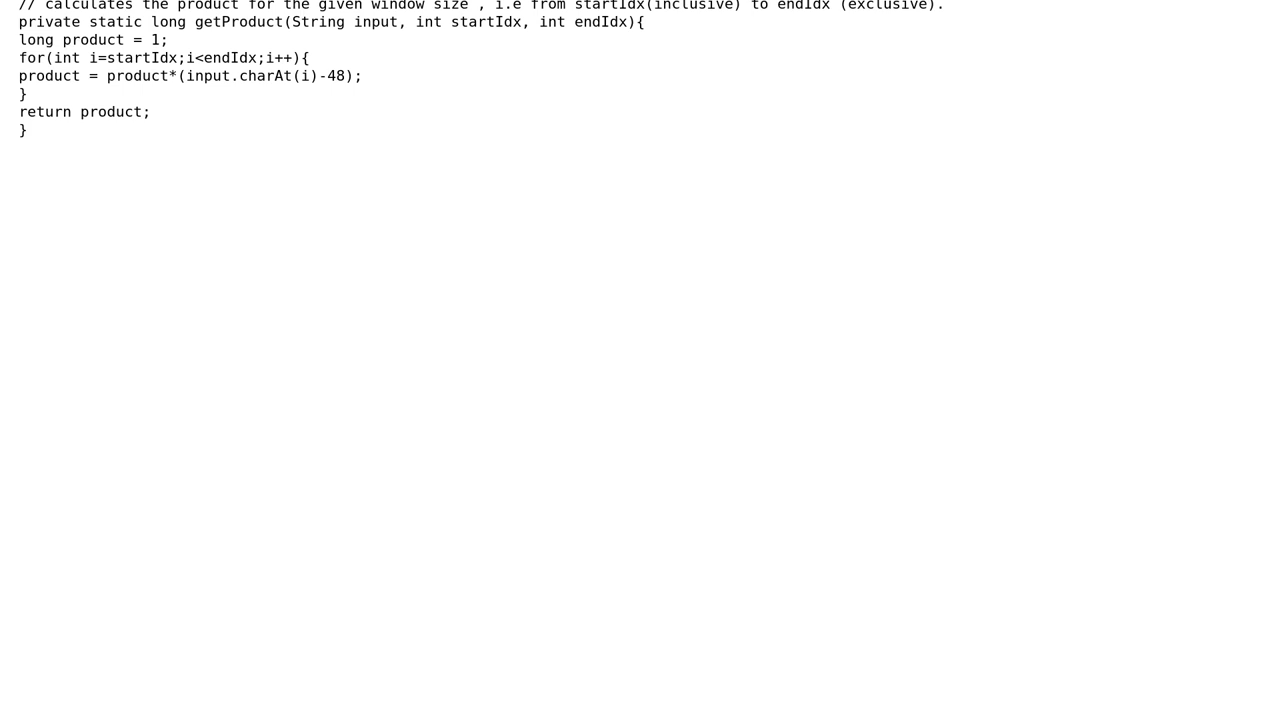 // calculates the product for the given window size , i.e from startIdx(inclusive) to endIdx (exclusive).
private static long getProduct(String input, int startIdx, int endIdx){
long product = 1;
for(int i=startIdx;i<endIdx;i++){
product = product*(input.charAt(i)-48);
}
return product;
}